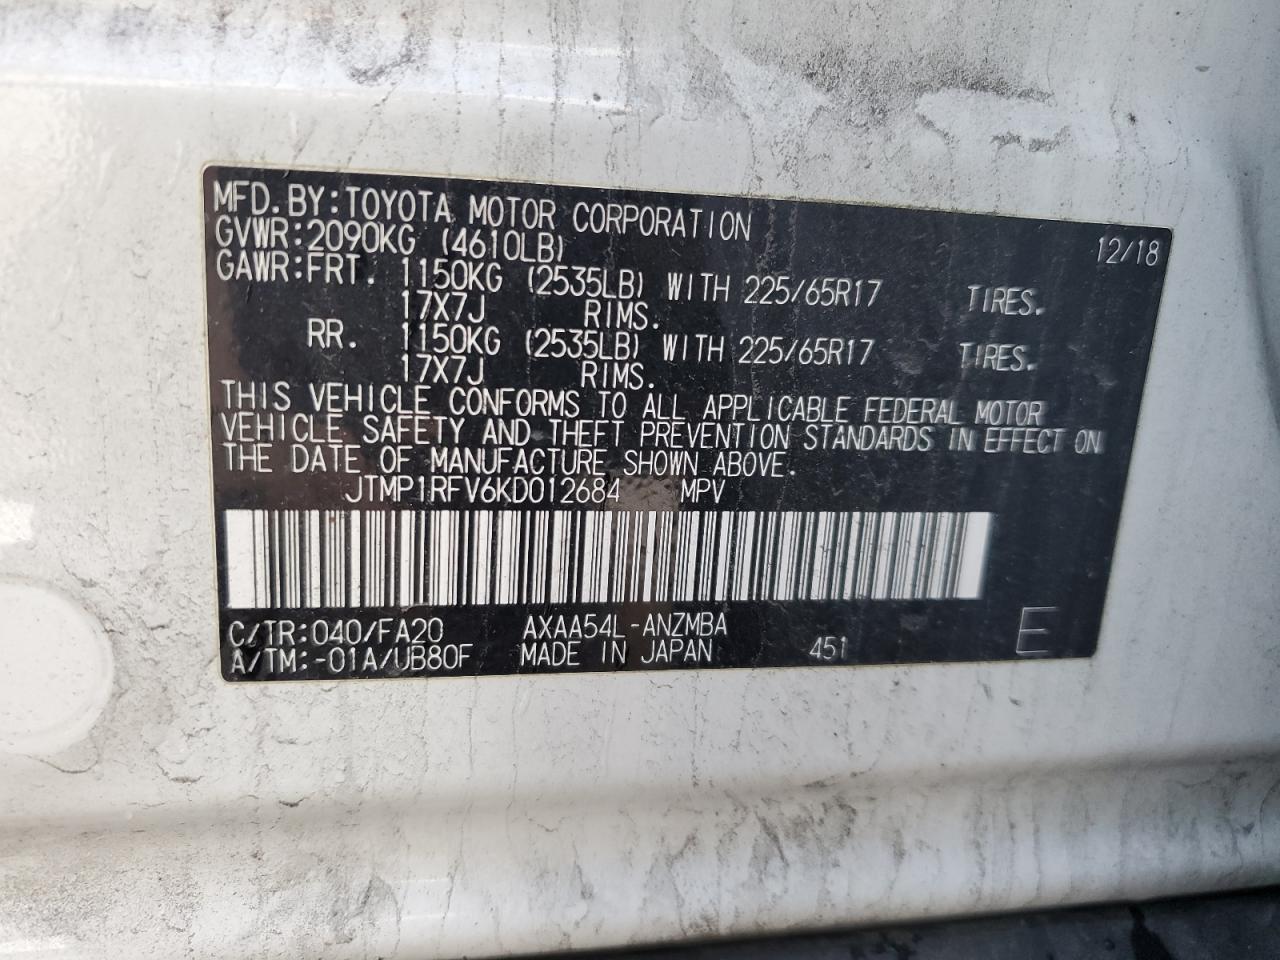 MFD. BY: TOYOTA MOTOR CORPORATION 12/18
GVWR: 2090KG (4610LB)
GAWR: FRT. 1150KG (2535LB) WITH 225/65R17 TIRES.
17X7J RIMS.
RR. 1150KG (2535LB) WITH 225/65R17 TIRES.
17X7J RIMS.
THIS VEHICLE CONFORMS TO ALL APPLICABLE FEDERAL MOTOR
VEHICLE SAFETY AND THEFT PREVENTION STANDARDS IN EFFECT ON
THE DATE OF MANUFACTURE SHOWN ABOVE.
JTMP1RFV6KD012684 MPV
C/TR: 040/FA20 AXAA54L-ANZMBA
A/TM: -01A/UB80F MADE IN JAPAN 451 E